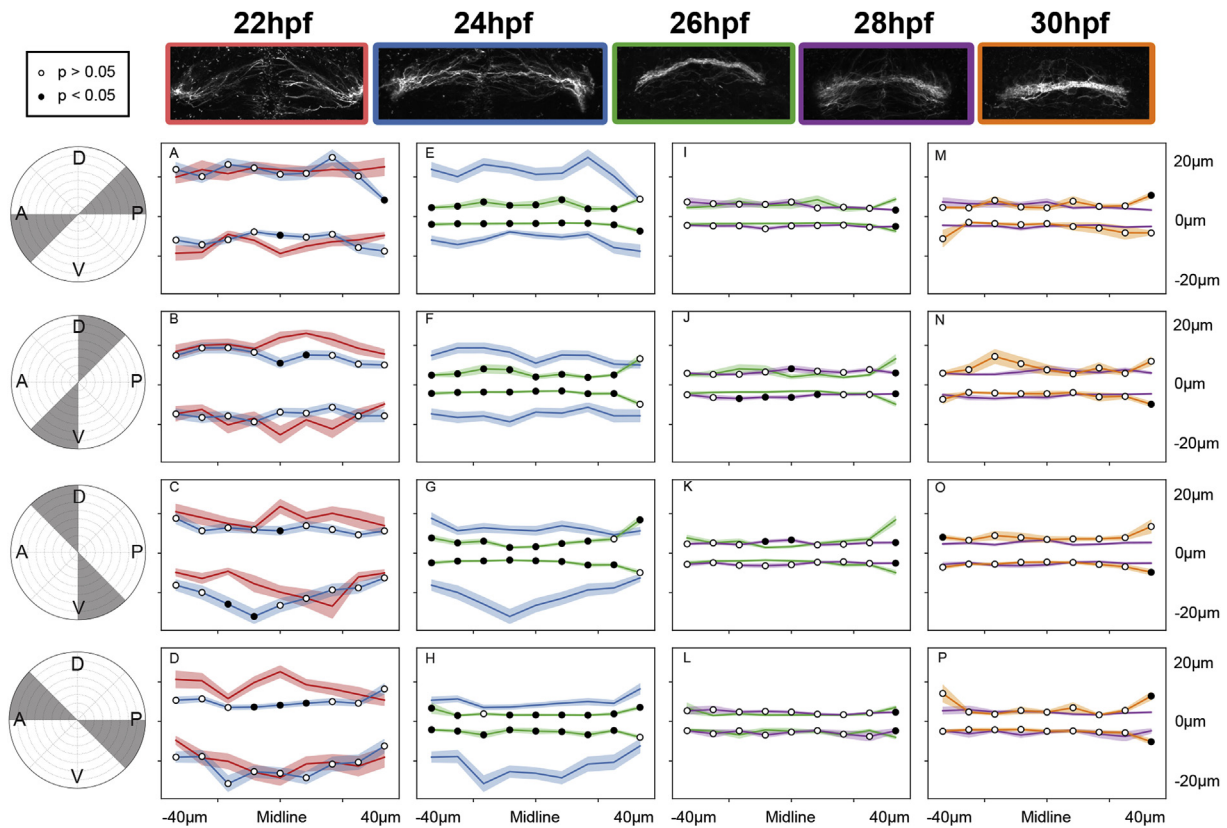 22hpf 24hpf 26hpf 28hpf 30hpf
p > 0.05
p < 0.05
D
A P
V
A E I M
20µm
0µm
-20µm
D
A P
V
B F J N
20µm
0µm
-20µm
D
A P
V
C G K O
20µm
0µm
-20µm
D
A P
V
D H L P
20µm
0µm
-20µm
-40µm Midline 40µm -40µm Midline 40µm -40µm Midline 40µm -40µm Midline 40µm